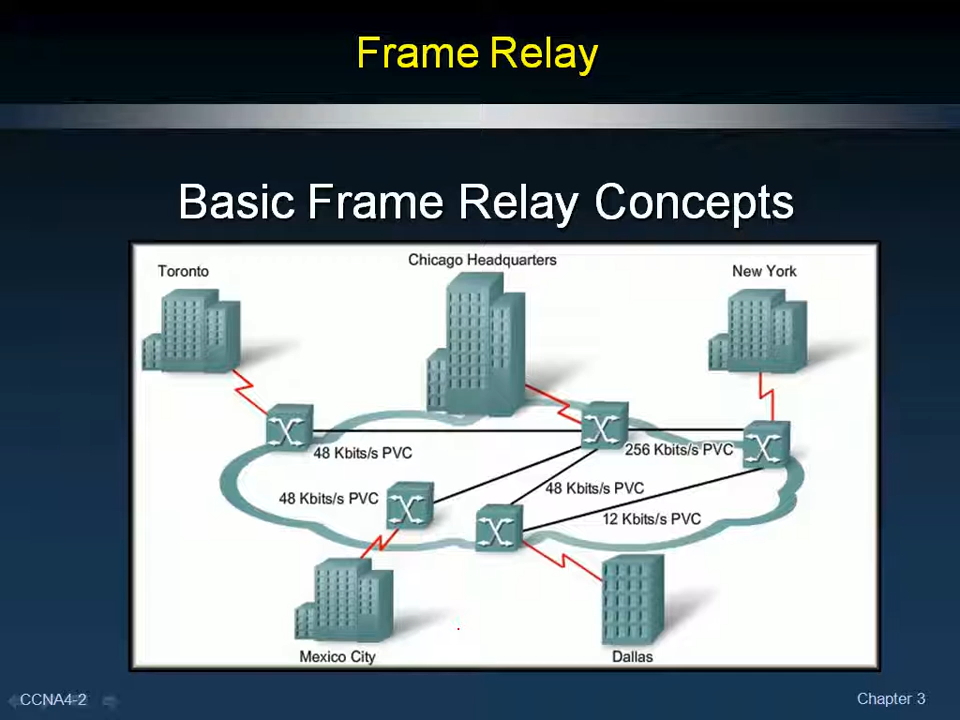 Frame Relay
Basic Frame Relay Concepts
Toronto
Chicago Headquarters
New York
48 Kbits/s PVC
256 Kbits/s PVC
48 Kbits/s PVC
48 Kbits/s PVC
12 Kbits/s PVC
Mexico City
Dallas
CCNA4-2
Chapter 3